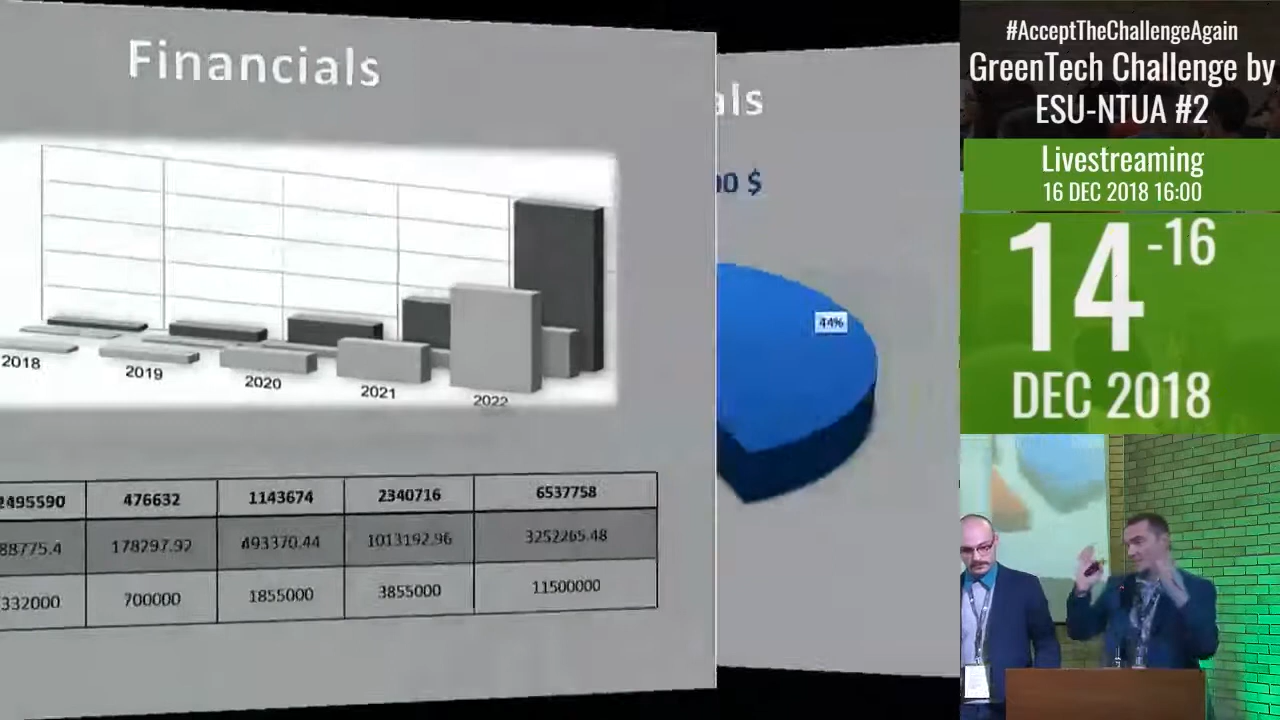 Financials
2018
2019
2020
2021
2022
2495590 476632 1143674 2340716 6537758
88775.4 178297.92 493370.44 1013192.96 3252265.48
332000 700000 1855000 3855000 11500000
als
00 $
44%
#AcceptTheChallengeAgain
GreenTech Challenge by
ESU-NTUA #2
Livestreaming
16 DEC 2018 16:00
14-16
DEC 2018